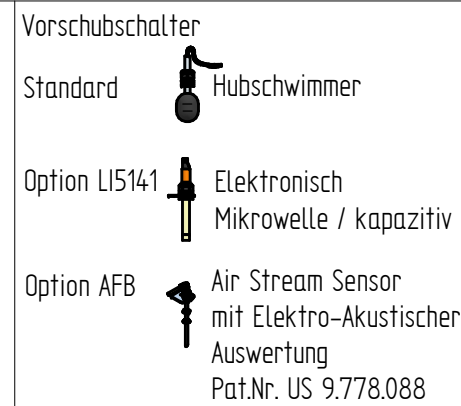 Vorschubschalter
Standard Hubschwimmer
Option LI5141 Elektronisch
Mikrowelle / kapazitiv
Option AFB Air Stream Sensor
mit Elektro-Akustischer
Auswertung
Pat.Nr. US 9.778.088